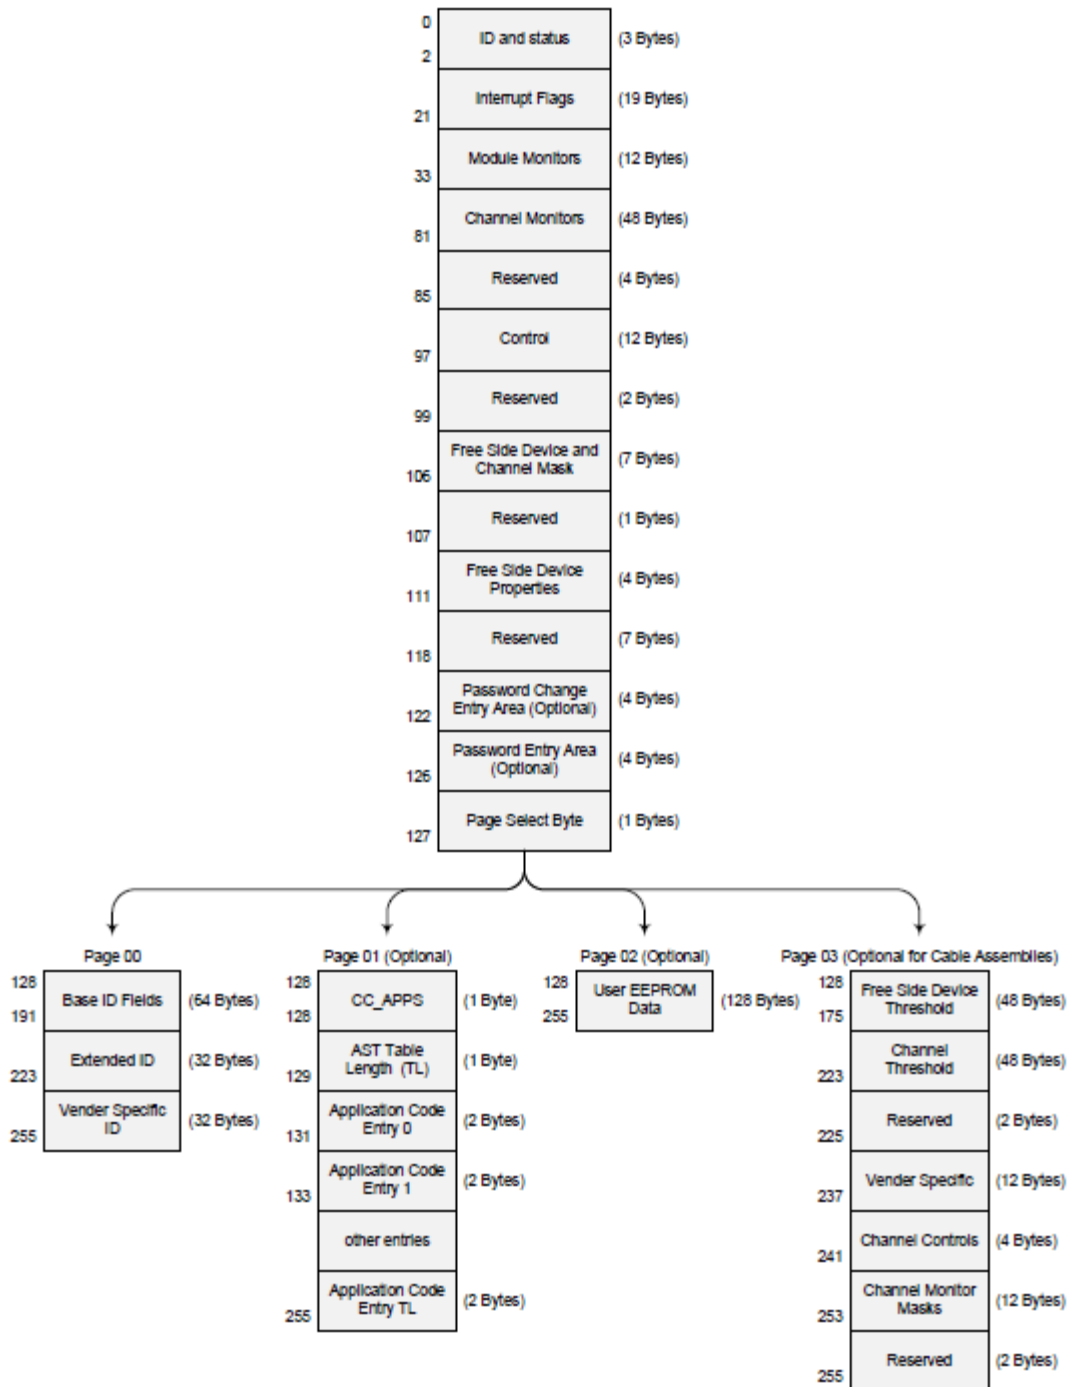 0
ID and status
(3 Bytes)
2
Interrupt Flags
(19 Bytes)
21
Module Monitors
(12 Bytes)
33
Channel Monitors
(48 Bytes)
81
Reserved
(4 Bytes)
85
Control
(12 Bytes)
97
Reserved
(2 Bytes)
99
Free Side Device and
Channel Mask
(7 Bytes)
106
Reserved
(1 Bytes)
107
Free Side Device
Properties
(4 Bytes)
111
Reserved
(7 Bytes)
118
Password Change
Entry Area (Optional)
(4 Bytes)
122
Password Entry Area
(Optional)
(4 Bytes)
126
Page Select Byte
(1 Bytes)
127
Page 00
128
Base ID Fields
(64 Bytes)
191
Extended ID
(32 Bytes)
223
Vender Specific
ID
(32 Bytes)
255
Page 01 (Optional)
128
CC_APPS
(1 Byte)
128
AST Table
Length (TL)
(1 Byte)
129
Application Code
Entry 0
(2 Bytes)
131
Application Code
Entry 1
(2 Bytes)
133
other entries
Application Code
Entry TL
(2 Bytes)
255
Page 02 (Optional)
128
User EEPROM
Data
(128 Bytes)
255
Page 03 (Optional for Cable Assemblies)
128
Free Side Device
Threshold
(48 Bytes)
175
Channel
Threshold
(48 Bytes)
223
Reserved
(2 Bytes)
225
Vender Specific
(12 Bytes)
237
Channel Controls
(4 Bytes)
241
Channel Monitor
Masks
(12 Bytes)
253
Reserved
(2 Bytes)
255